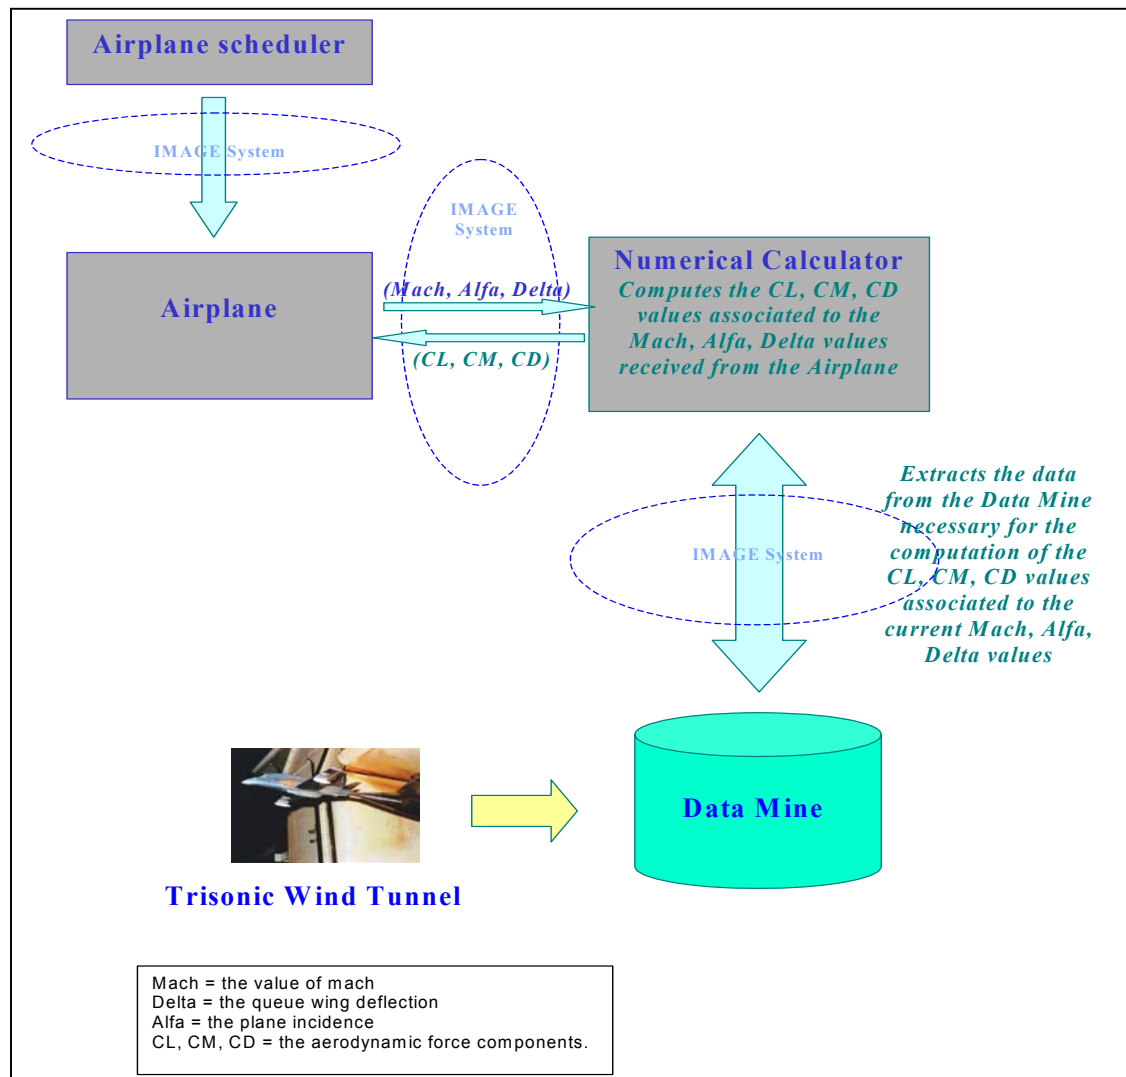 Airplane scheduler
IMAGE System
IMAGE
System
Airplane
(Mach, Alfa, Delta)
(CL, CM, CD)
Numerical Calculator
Computes the CL, CM, CD
values associated to the
Mach, Alfa, Delta values
received from the Airplane
IMAGE System
Extracts the data
from the Data Mine
necessary for the
computation of the
CL, CM, CD values
associated to the
current Mach, Alfa,
Delta values
Data Mine
Trisonic Wind Tunnel
Mach = the value of mach
Delta = the queue wing deflection
Alfa = the plane incidence
CL, CM, CD = the aerodynamic force components.